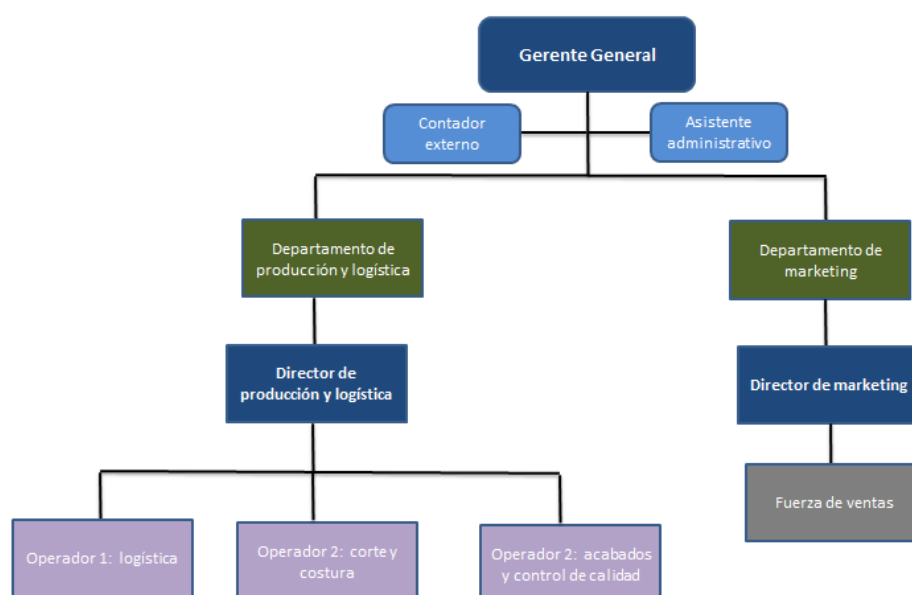 Gerente General
Contador
externo
Asistente
administrativo
Departamento de
producción y logística
Departamento de
marketing
Director de
producción y logística
Director de marketing
Fuerza de ventas
Operador 1: logística
Operador 2: corte y
costura
Operador 2: acabados
y control de calidad